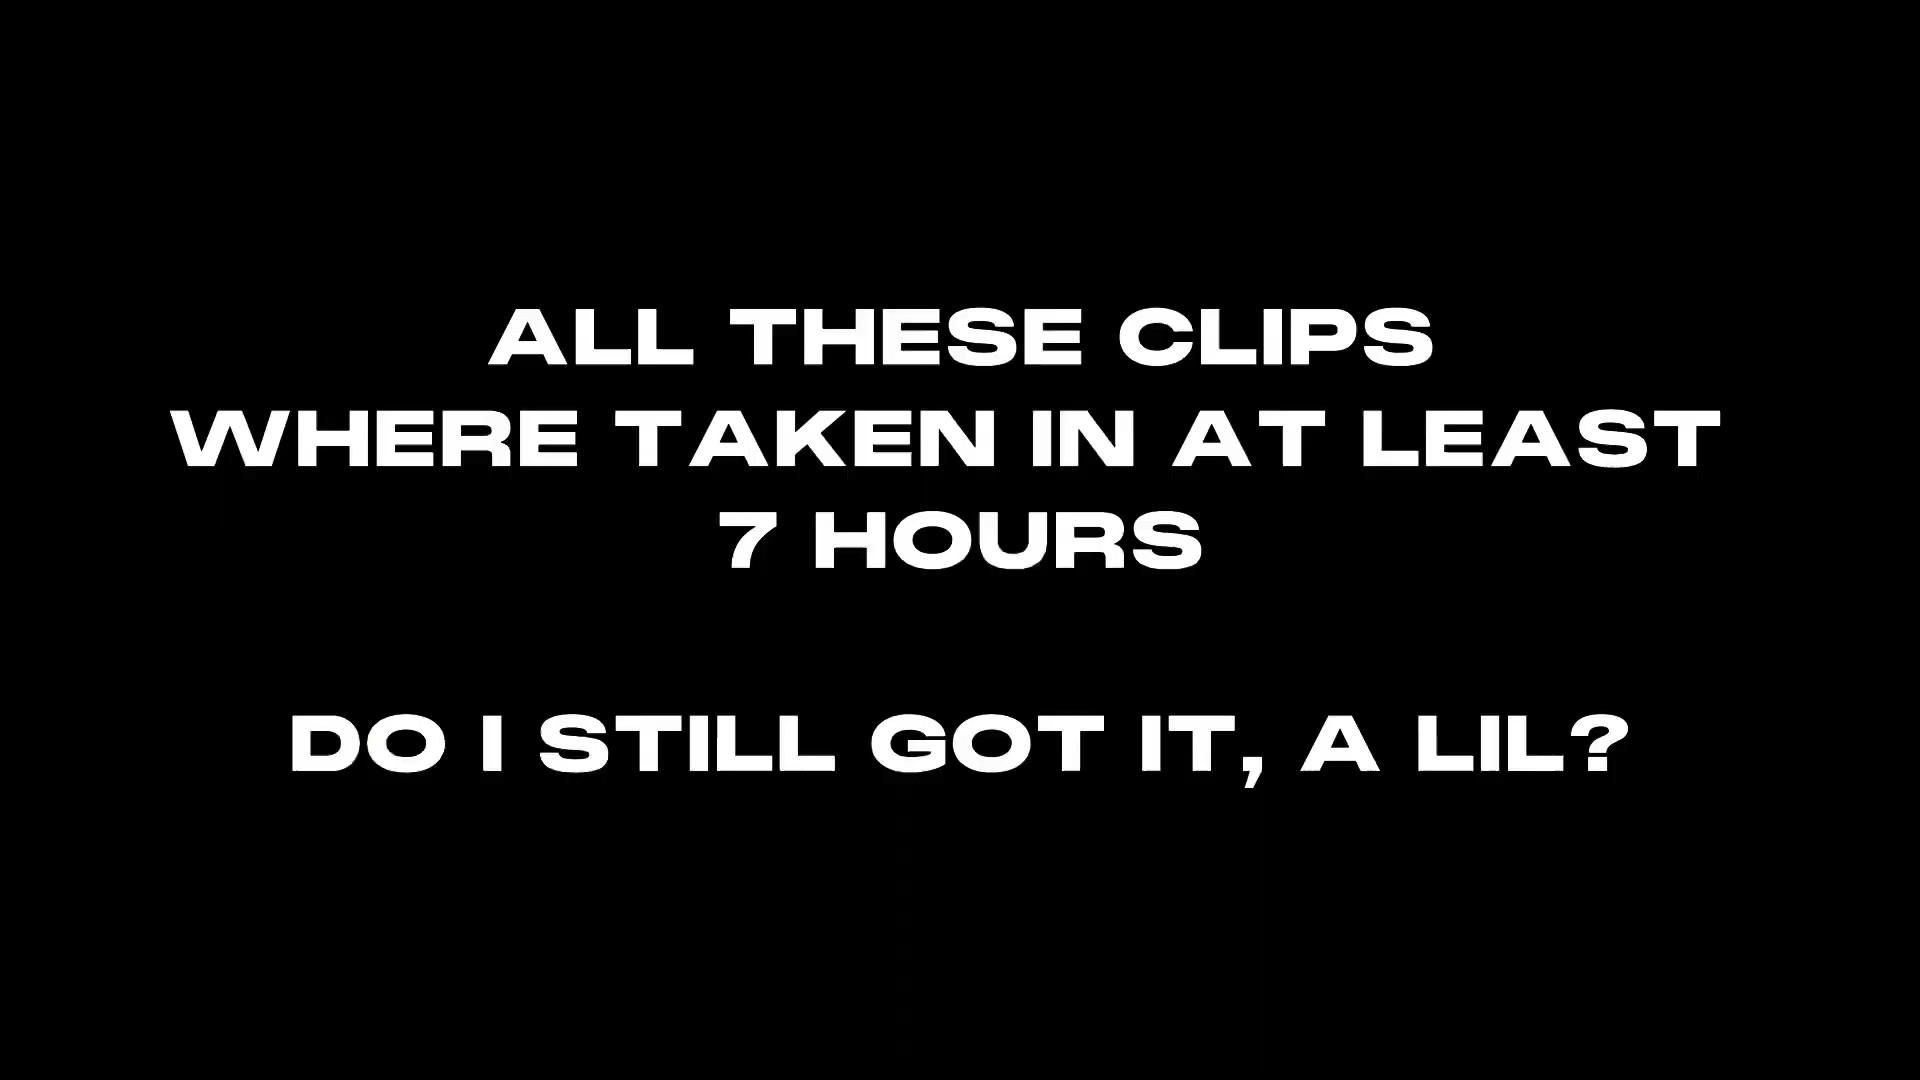 ALL THESE CLIPS
WHERE TAKEN IN AT LEAST
7 HOURS
DO I STILL GOT IT, A LIL?